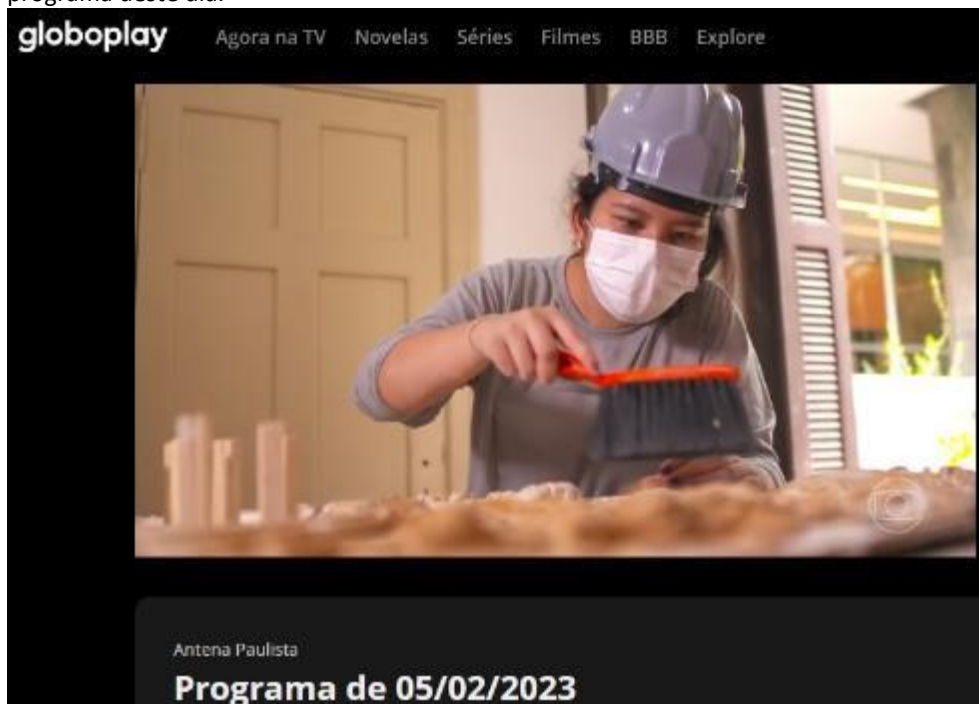 globoplay Agora na TV Novelas Séries Filmes BBB Explore
Antena Paulista
Programa de 05/02/2023